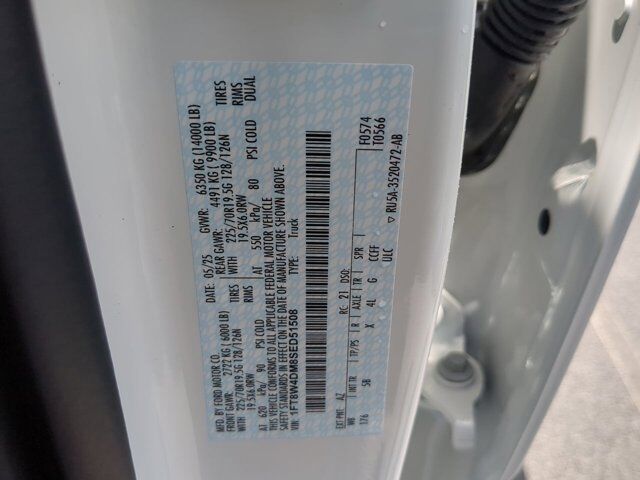 MFD. BY FORD MOTOR CO.
DATE: 05/25 GVWR: 6350 KG (14000 LB)
FRONT GAWR: 2722 KG ( 6000 LB) REAR GAWR: 4491 KG ( 9900 LB)
WITH 225/70R19.5G 128/126N TIRES WITH 225/70R19.5G 128/126N TIRES
19.5X6.0RW RIMS 19.5X6.0RW RIMS
AT 620 kPa/ 90 PSI COLD AT 550 kPa/ 80 PSI COLD DUAL
THIS VEHICLE CONFORMS TO ALL APPLICABLE FEDERAL MOTOR VEHICLE
SAFETY STANDARDS IN EFFECT ON THE DATE OF MANUFACTURE SHOWN ABOVE.
VIN: 1FT8W4DM8SED51508 TYPE: Truck
F0574
T0566
EXT PNT: AZ RC: 21 DSO:
WB INT TR TP/PS R AXLE TR SPR
176 5B X 4L G CCFF
ULC
▽ RU5A-3520472-AB